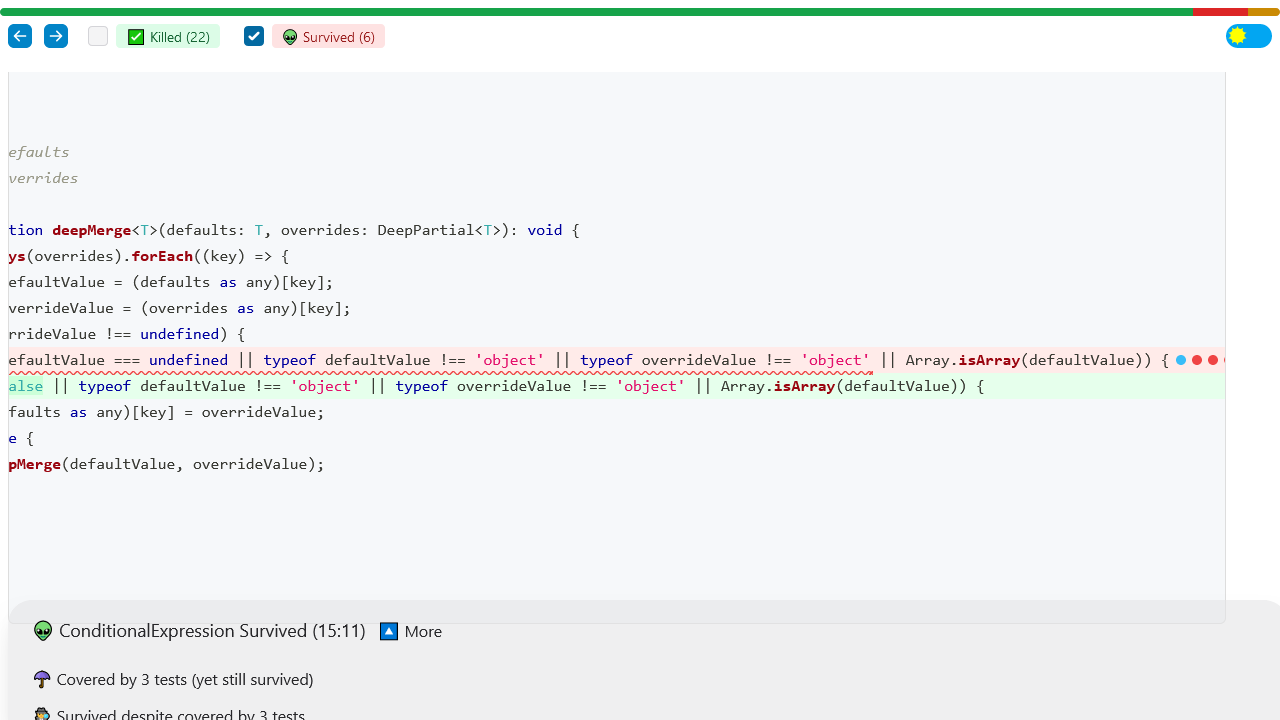 Killed (22) Survived (6)
efaults
verrides
tion deepMerge<T>(defaults: T, overrides: DeepPartial<T>): void {
ys(overrides).forEach((key) => {
efaultValue = (defaults as any)[key];
verrideValue = (overrides as any)[key];
rrideValue !== undefined) {
efaultValue === undefined || typeof defaultValue !== 'object' || typeof overrideValue !== 'object' || Array.isArray(defaultValue)) {
alse || typeof defaultValue !== 'object' || typeof overrideValue !== 'object' || Array.isArray(defaultValue)) {
faults as any)[key] = overrideValue;
e {
pMerge(defaultValue, overrideValue);
ConditionalExpression Survived (15:11) More
Covered by 3 tests (yet still survived)
Survived despite covered by 3 tests